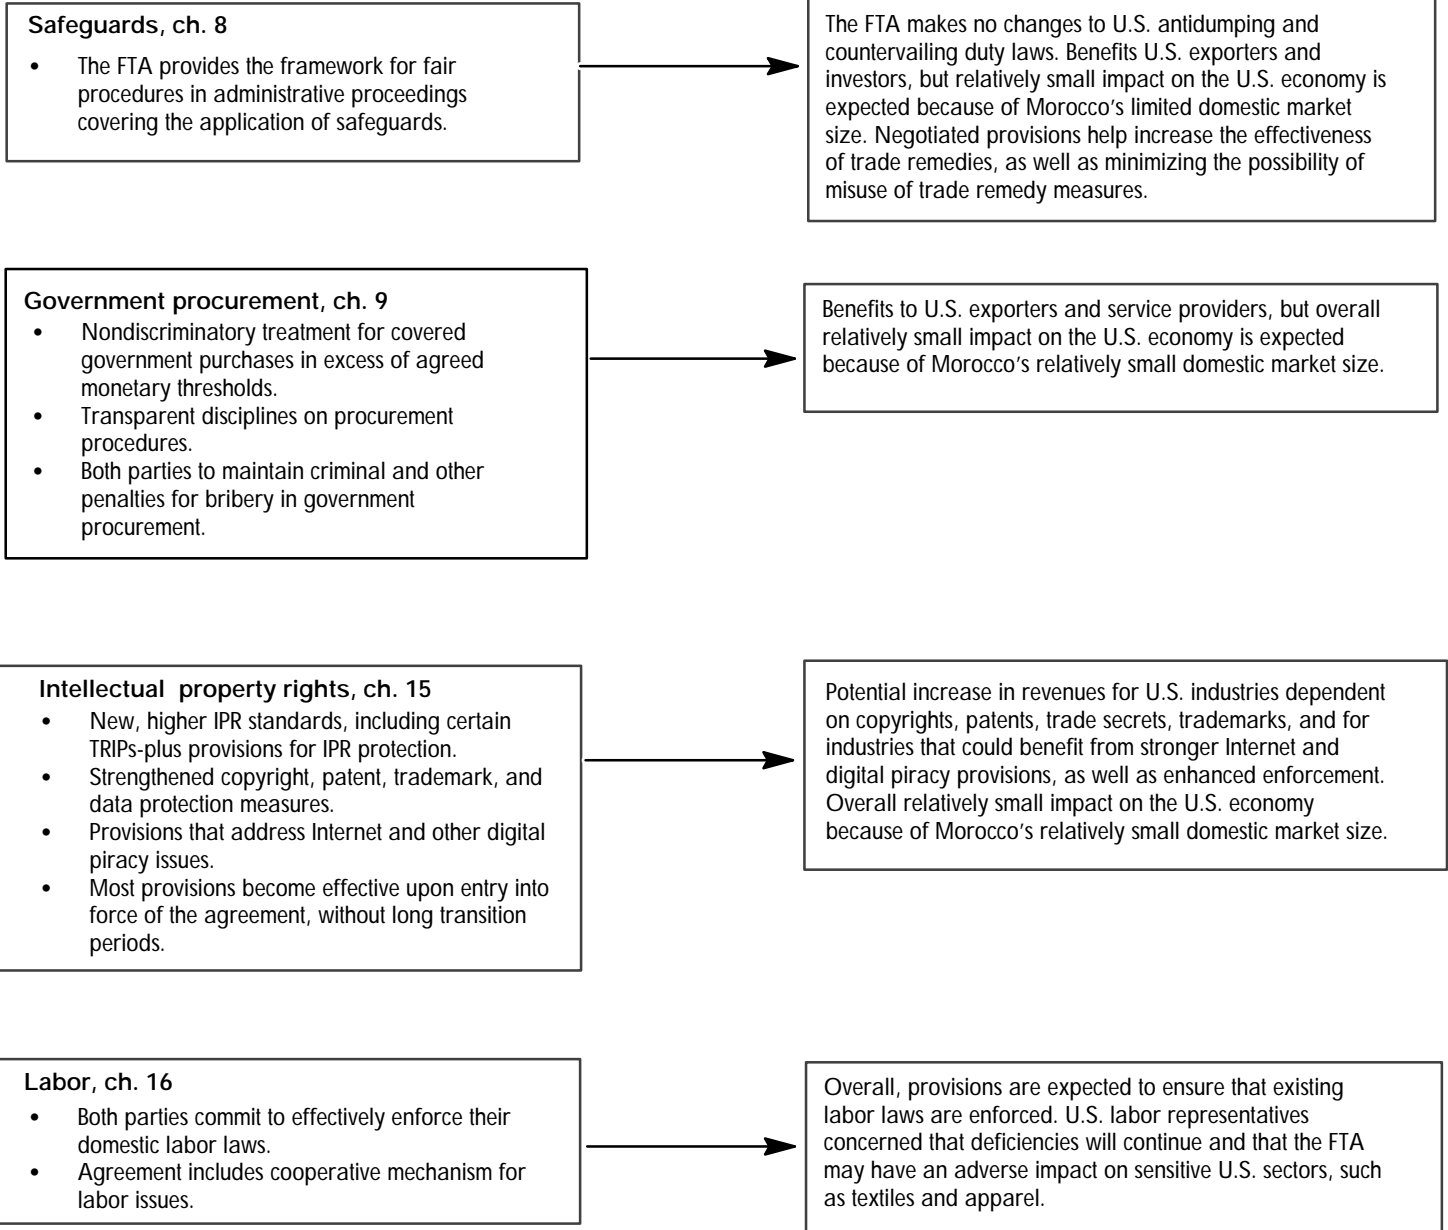 Safeguards, ch. 8
• The FTA provides the framework for fair
procedures in administrative proceedings
covering the application of safeguards.
The FTA makes no changes to U.S. antidumping and
countervailing duty laws. Benefits U.S. exporters and
investors, but relatively small impact on the U.S. economy is
expected because of Morocco's limited domestic market
size. Negotiated provisions help increase the effectiveness
of trade remedies, as well as minimizing the possibility of
misuse of trade remedy measures.
Government procurement, ch. 9
• Nondiscriminatory treatment for covered
government purchases in excess of agreed
monetary thresholds.
• Transparent disciplines on procurement
procedures.
• Both parties to maintain criminal and other
penalties for bribery in government
procurement.
Benefits to U.S. exporters and service providers, but overall
relatively small impact on the U.S. economy is expected
because of Morocco's relatively small domestic market size.
Intellectual property rights, ch. 15
• New, higher IPR standards, including certain
TRIPs-plus provisions for IPR protection.
• Strengthened copyright, patent, trademark, and
data protection measures.
• Provisions that address Internet and other digital
piracy issues.
• Most provisions become effective upon entry into
force of the agreement, without long transition
periods.
Potential increase in revenues for U.S. industries dependent
on copyrights, patents, trade secrets, trademarks, and for
industries that could benefit from stronger Internet and
digital piracy provisions, as well as enhanced enforcement.
Overall relatively small impact on the U.S. economy
because of Morocco's relatively small domestic market size.
Labor, ch. 16
• Both parties commit to effectively enforce their
domestic labor laws.
• Agreement includes cooperative mechanism for
labor issues.
Overall, provisions are expected to ensure that existing
labor laws are enforced. U.S. labor representatives
concerned that deficiencies will continue and that the FTA
may have an adverse impact on sensitive U.S. sectors, such
as textiles and apparel.